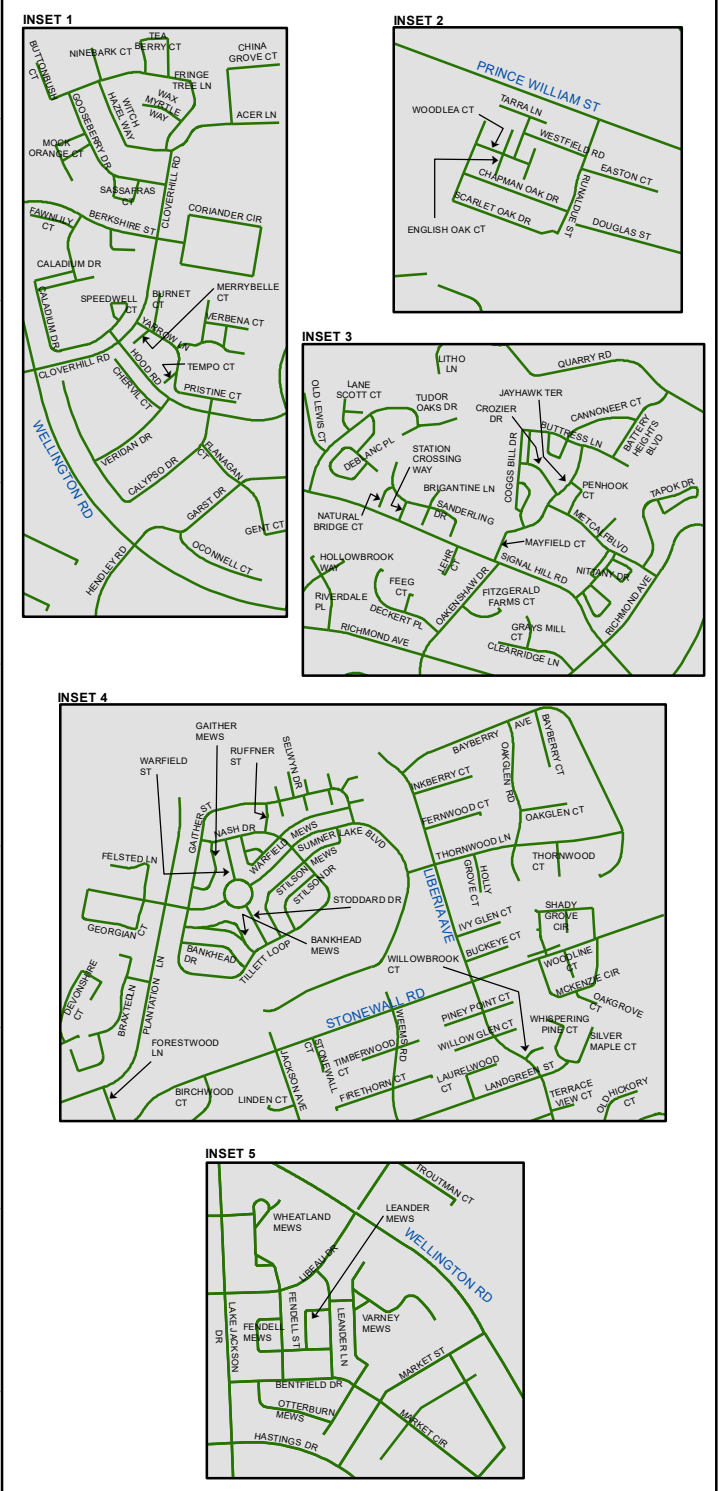 INSET 1
BUTTONBUSH
CT
NINEBARK CT
TEA
BERRY CT
CHINA
GROVE CT
FRINGE
TREE LN
GOOSEBERRY DR
WITCH
HAZEL WAY
WAX
MYRTLE
WAY
ACER LN
MOCK
ORANGE CT
SASSAFRAS
CT
CLOVERHILL RD
FAWNLILY
CT
BERKSHIRE ST
CORIANDER CIR
CALADIUM DR
CALADIUM DR
SPEEDWELL
CT
BURNET
CT
MERRYBELLE
CT
YARROW LN
VERBENA CT
CLOVERHILL RD
HOOD RD
TEMPO CT
CHERVIL CT
PRISTINE CT
WELLINGTON RD
VERIDAN DR
CALYPSO DR
FLANAGAN
CT
GARST DR
GENT CT
HENDLEY RD
OCONNELL CT
INSET 2
PRINCE WILLIAM ST
WOODLEA CT
TARRA LN
WESTFIELD RD
EASTON CT
CHAPMAN OAK DR
RUNALDUE ST
SCARLET OAK DR
DOUGLAS ST
ENGLISH OAK CT
INSET 3
LITHO
LN
QUARRY RD
OLD LEWIS CT
LANE
SCOTT CT
TUDOR
OAKS DR
JAYHAWK TER
CROZIER
DR
CANNONEER CT
BUTTRESS LN
BATTERY
HEIGHTS
BLVD
DEBLANC PL
STATION
CROSSING
WAY
COGGS BILL DR
PENHOOK
CT
TAPOK DR
BRIGANTINE LN
SANDERLING
DR
NATURAL
BRIDGE CT
METCALF BLVD
MAYFIELD CT
HOLLOWBROOK
WAY
LEHR
CT
SIGNAL HILL RD
NITTANY DR
FEEG
CT
OAKENSHAW DR
FITZGERALD
FARMS CT
RICHMOND AVE
RIVERDALE
PL
DECKERT PL
RICHMOND AVE
GRAYS MILL
CT
CLEARRIDGE LN
INSET 4
GAITHER
MEWS
WARFIELD
ST
RUFFNER
ST
SELWYN DR
BAYBERRY
AVE
BAYBERRY CT
INKBERRY CT
OAKGLEN RD
GAITHER ST
NASH DR
WARFIELD MEWS
SUMNER LAKE BLVD
FERNWOOD CT
OAKGLEN CT
FELSTED LN
THORNWOOD LN
STILSON MEWS
STILSON DR
THORNWOOD
CT
HOLLY
GROVE CT
LIBERIA AVE
STODDARD DR
SHADY
GROVE
CIR
IVY GLEN CT
GEORGIAN CT
BANKHEAD
MEWS
BUCKEYE CT
BANKHEAD
DR
TILLETT LOOP
WILLOWBROOK
CT
WOODLINE
CT
MCKENZIE CIR
DEVONSHIRE
CT
BRAXTED LN
PLANTATION LN
STONEWALL RD
OAKGROVE
CT
PINEY POINT CT
WHISPERING
PINE CT
WEEMS RD
WILLOW GLEN CT
SILVER
MAPLE CT
FORESTWOOD
LN
STONEWALL
CT
TIMBERWOOD
CT
JACKSON AVE
LAURELWOOD
CT
LANDGREEN ST
BIRCHWOOD
CT
LINDEN CT
FIRETHORN CT
TERRACE
VIEW CT
OLD HICKORY
CT
INSET 5
TROUTMAN CT
WHEATLAND
MEWS
LEANDER
MEWS
WELLINGTON RD
LIBEAU DR
LAKE JACKSON
DR
FENDELL
MEWS
FENDELL ST
LEANDER LN
VARNEY
MEWS
MARKET ST
BENTFIELD DR
OTTERBURN
MEWS
MARKET CIR
HASTINGS DR